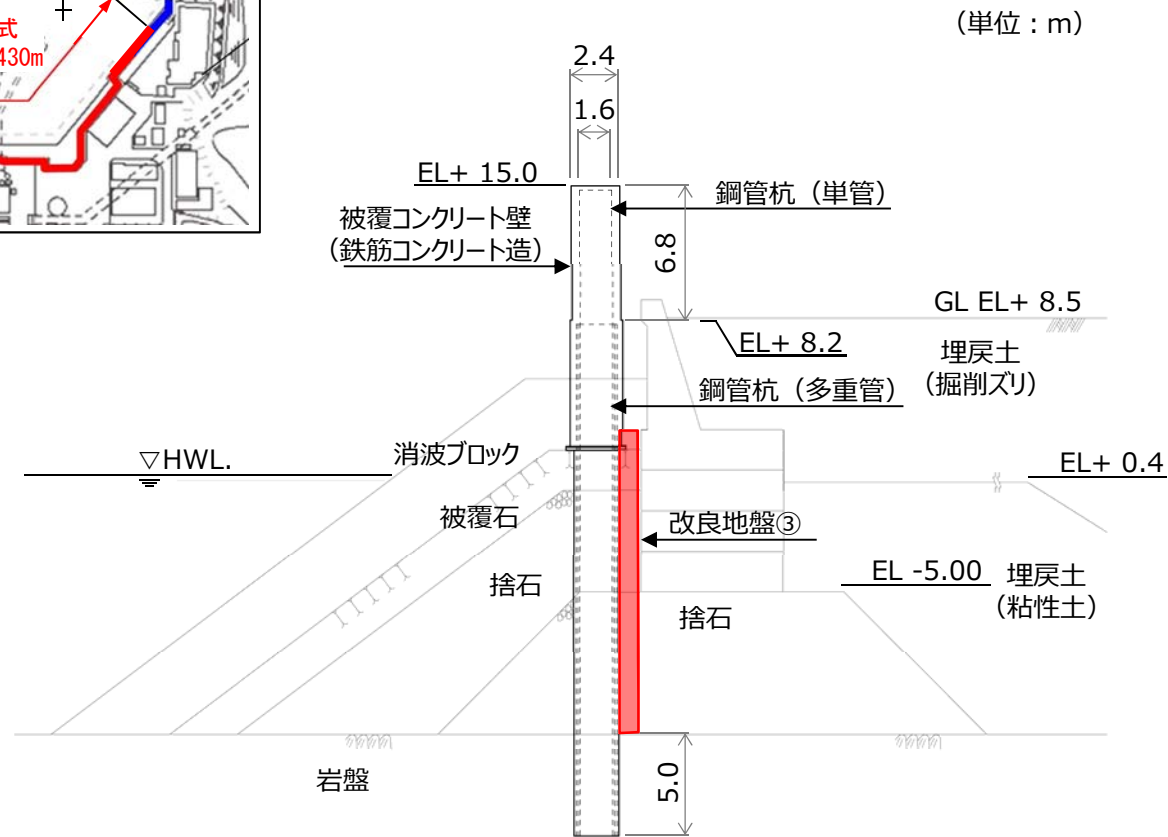 式
430m
（単位：m）
2.4
1.6
EL+ 15.0
鋼管杭（単管）
被覆コンクリート壁
（鉄筋コンクリート造）
6.8
GL EL+ 8.5
EL+ 8.2
埋戻土
（掘削ズリ）
鋼管杭（多重管）
▽HWL.
消波ブロック
EL+ 0.4
被覆石
改良地盤③
捨石
EL -5.00
埋戻土
（粘性土）
捨石
岩盤
5.0